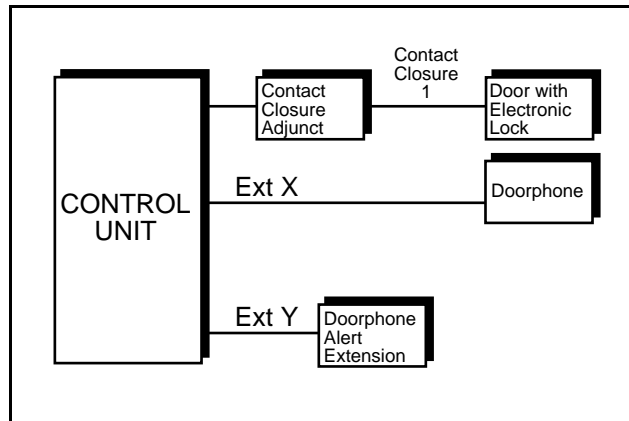 CONTROL
UNIT
Contact
Closure
Adjunct
Contact
Closure
1
Door with
Electronic
Lock
Ext X
Doorphone
Ext Y
Doorphone
Alert
Extension